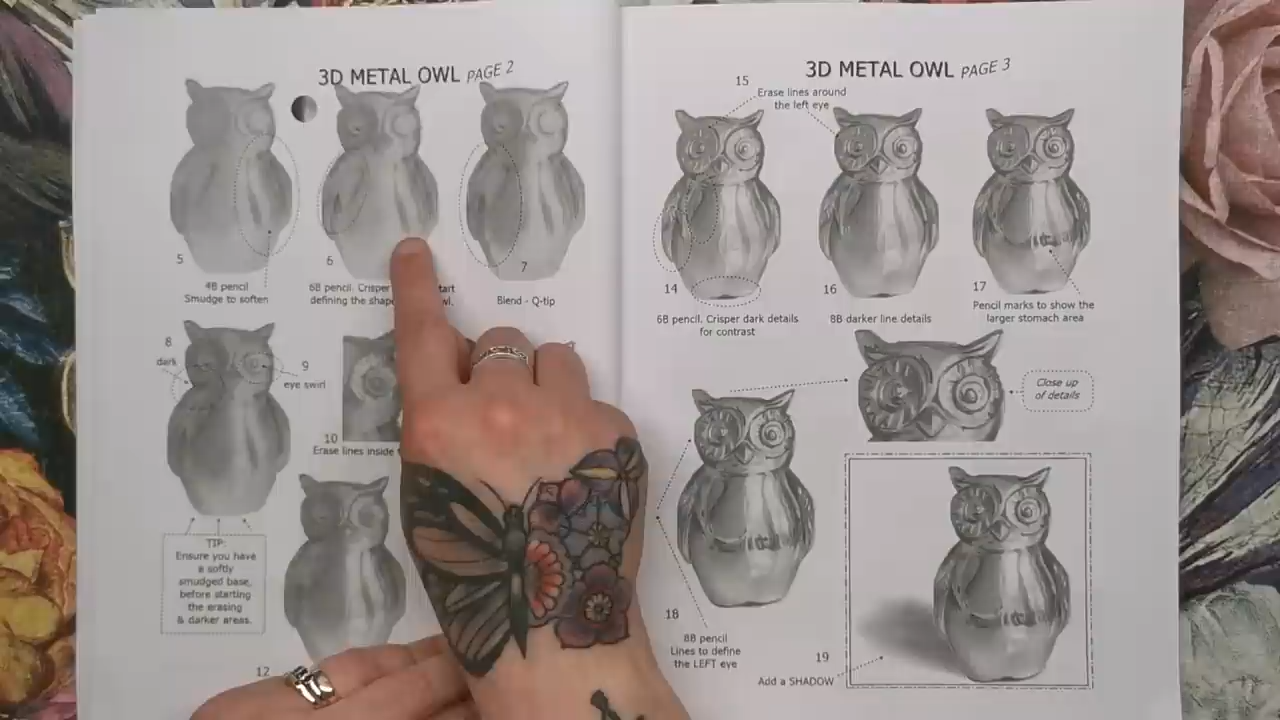 3D METAL OWL PAGE 2
5
4B pencil
Smudge to soften
6
6B pencil. Crisper
defining the
7
Blend - Q-tip
8
dark
9
eye swirl
10
Erase lines inside
TIP:
Ensure you have
a softly
smudged base,
before starting
the erasing
& darker areas.
12
3D METAL OWL PAGE 3
15
Erase lines around
the left eye
14
6B pencil. Crisper dark details
for contrast
16
8B darker line details
17
Pencil marks to show the
larger stomach area
Close up
of details
18
8B pencil
Lines to define
the LEFT eye
19
Add a SHADOW